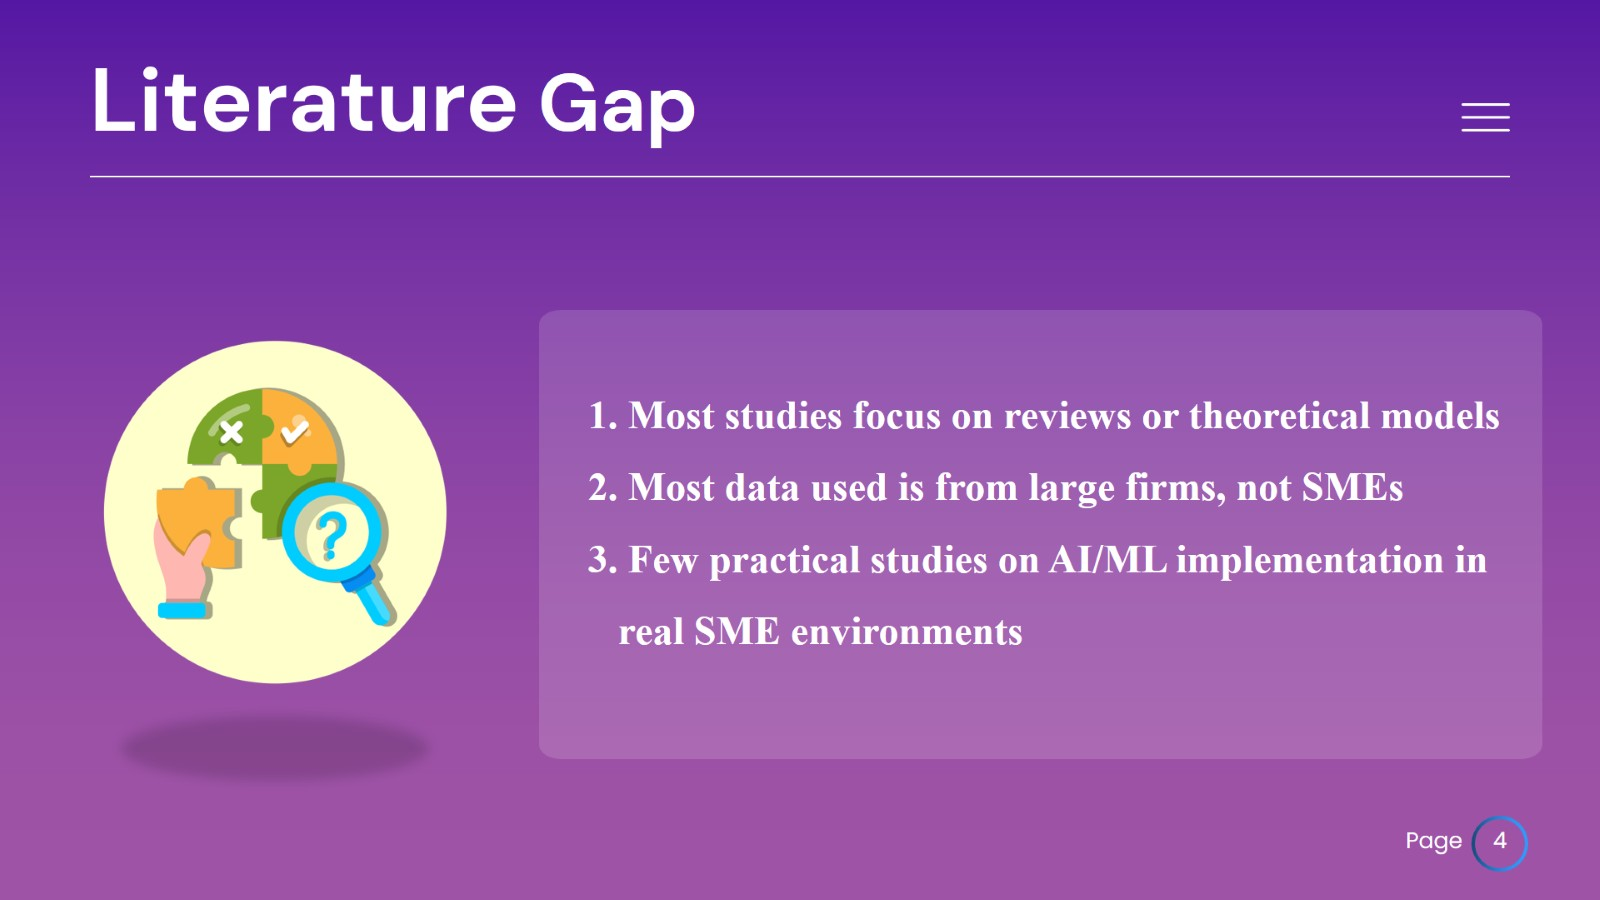 Literature Gap
1. Most studies focus on reviews or theoretical models
2. Most data used is from large firms, not SMEs
3. Few practical studies on AI/ML implementation in
real SME environments
?
Page 4